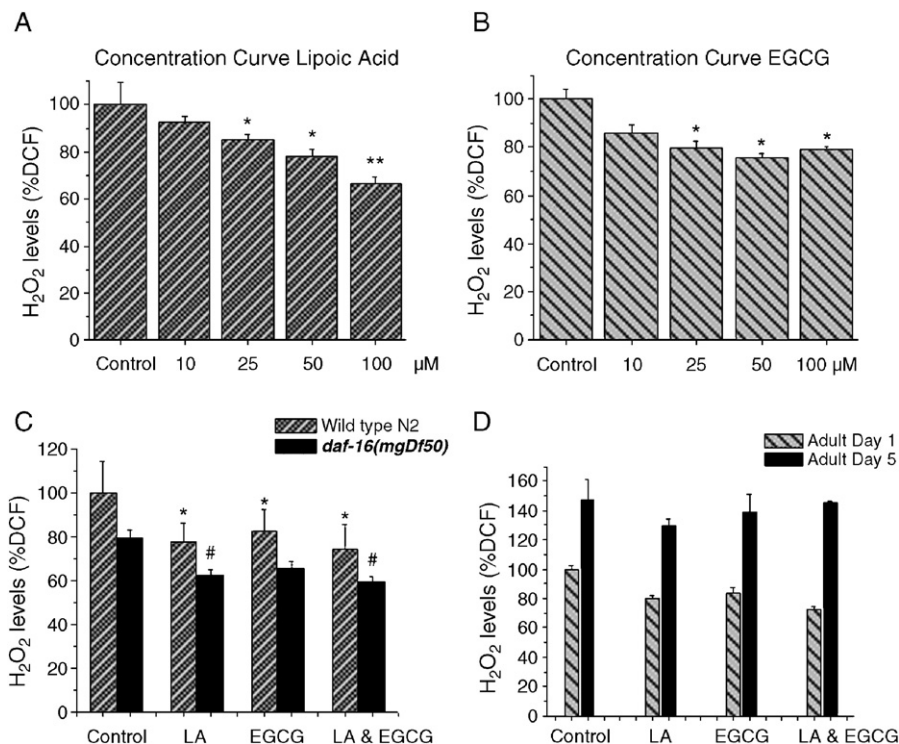 A
Concentration Curve Lipoic Acid
H₂O₂ levels (%DCF)
100
80
60
40
20
0
*
*
**
Control 10 25 50 100 µM
B
Concentration Curve EGCG
H₂O₂ levels (%DCF)
100
80
60
40
20
0
*
*
*
Control 10 25 50 100 µM
C
Wild type N2
daf-16(mgDf50)
H₂O₂ levels (%DCF)
120
100
80
60
40
20
0
*
#
*
*
#
Control LA EGCG LA & EGCG
D
Adult Day 1
Adult Day 5
H₂O₂ levels (%DCF)
160
140
120
100
80
60
40
20
0
Control LA EGCG LA & EGCG